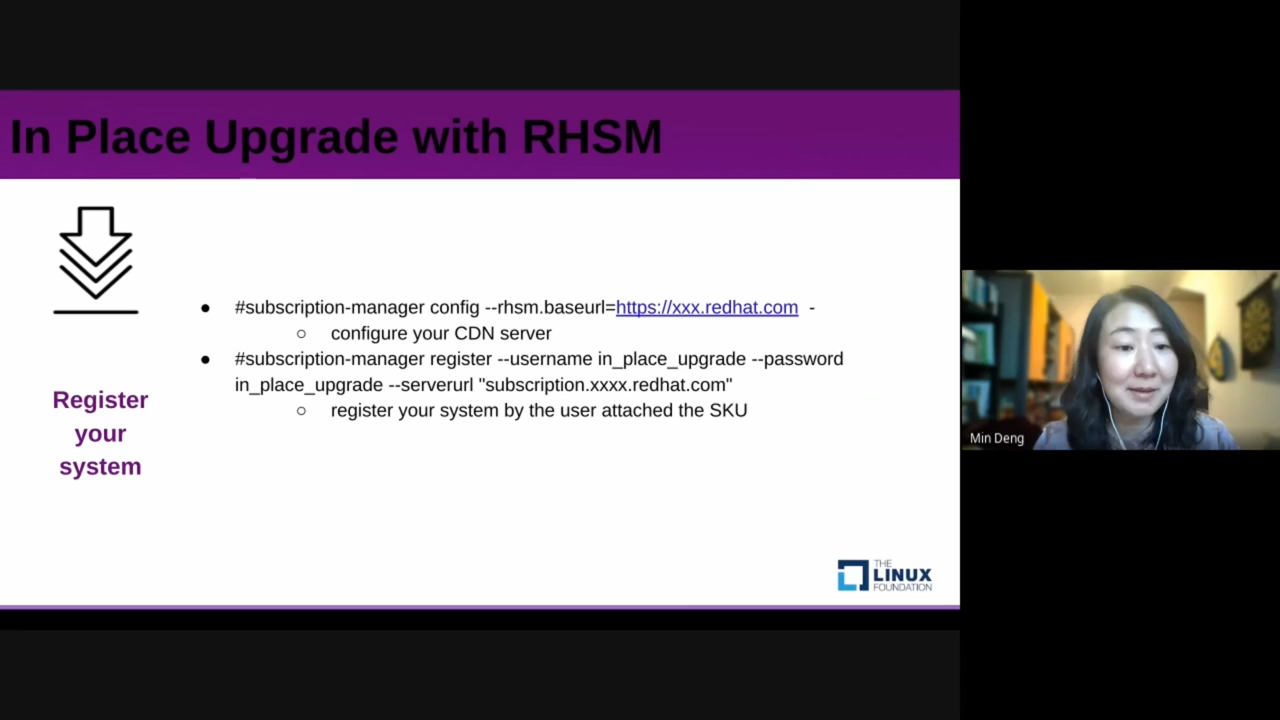 In Place Upgrade with RHSM
● #subscription-manager config --rhsm.baseurl=https://xxx.redhat.com -
○ configure your CDN server
● #subscription-manager register --username in_place_upgrade --password
in_place_upgrade --serverurl "subscription.xxxx.redhat.com"
○ register your system by the user attached the SKU
Register
your
system
THE
LINUX
FOUNDATION
Min Deng